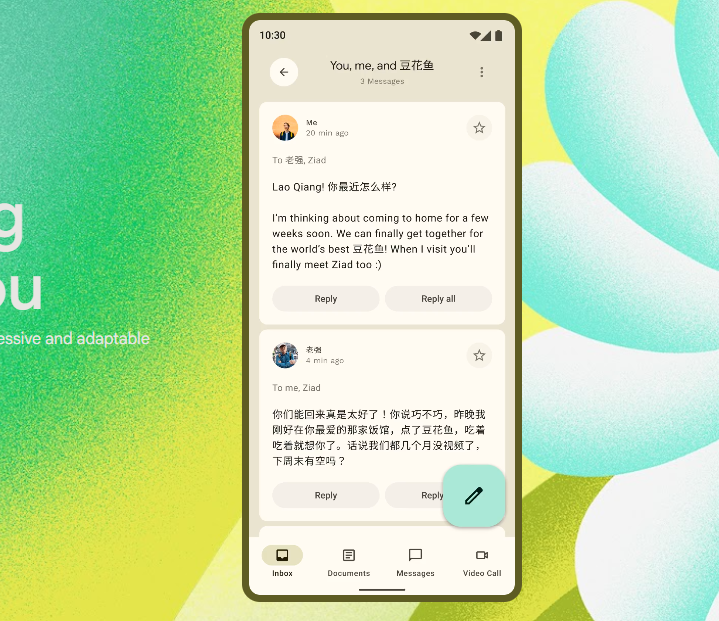 essive and adaptable
10:30
You, me, and 豆花鱼
3 Messages
Me
20 min ago
To 老强, Ziad
Lao Qiang! 你最近怎么样?
I'm thinking about coming to home for a few
weeks soon. We can finally get together for
the world's best 豆花鱼! When I visit you'll
finally meet Ziad too :)
Reply
Reply all
老强
4 min ago
To me, Ziad
你们能回来真是太好了！你说巧不巧，昨晚我
刚好在你最爱的那家饭馆，点了豆花鱼，吃着
吃着就想你了。话说我们都几个月没视频了，
下周末有空吗？
Reply
Reply
Inbox
Documents
Messages
Video Call